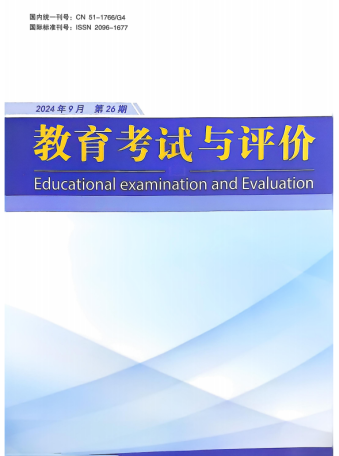 国内统一刊号：CN 51-1766/G4
国际标准刊号：ISSN 2096-1677
2024年9月 第26期
教育考试与评价
Educational examination and Evaluation